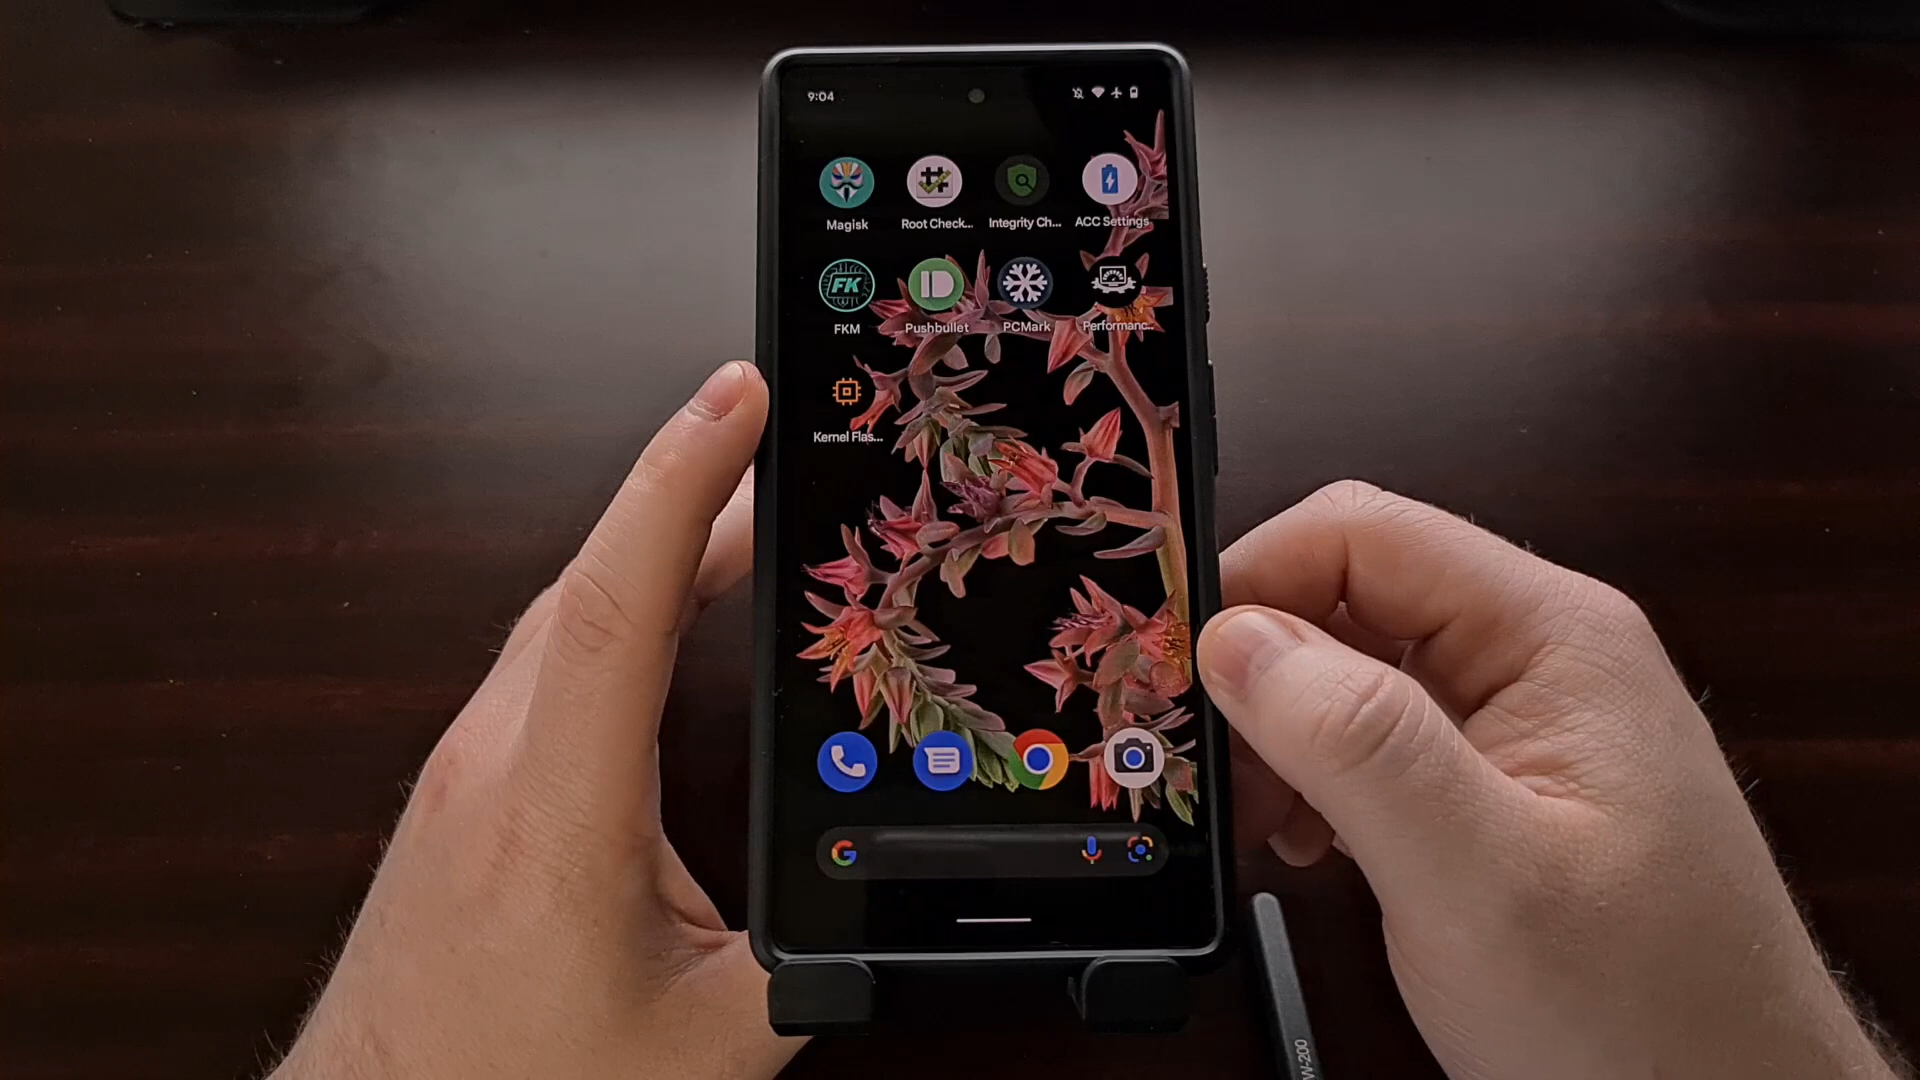 9:04
Magisk
Root Check...
Integrity Ch...
ACC Settings
FK
FKM
Pushbullet
PCMark
Performanc...
Kernel Flas...
G
W-200